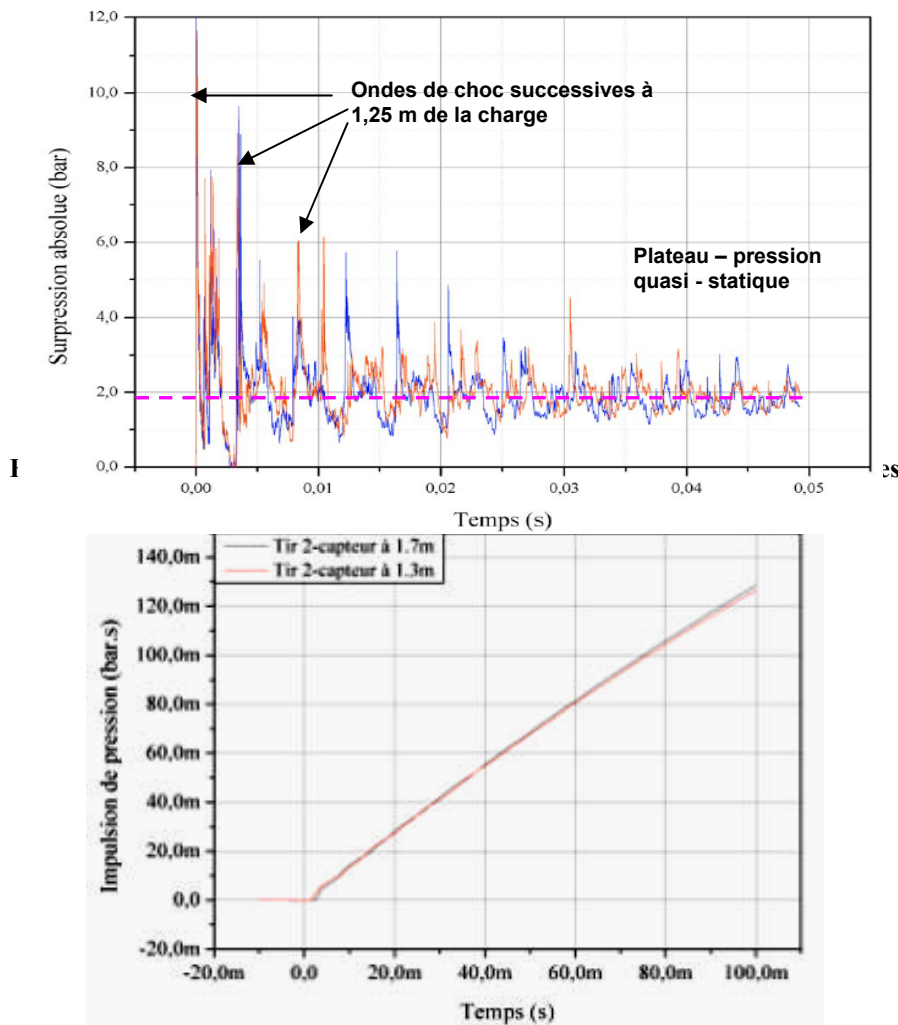 12,0
10,0
8,0
6,0
4,0
2,0
0,0
Surpression absolue (bar)
Ondes de choc successives à
1,25 m de la charge
Plateau – pression
quasi - statique
es
0,00
0,01
0,02
0,03
0,04
0,05
Temps (s)
140,0m
120,0m
100,0m
80,0m
60,0m
40,0m
20,0m
0,0
-20,0m
Impulsion de pression (bar.s)
Tir 2-capteur à 1.7m
Tir 2-capteur à 1.3m
-20,0m
0,0
20,0m
40,0m
60,0m
80,0m
100,0m
Temps (s)